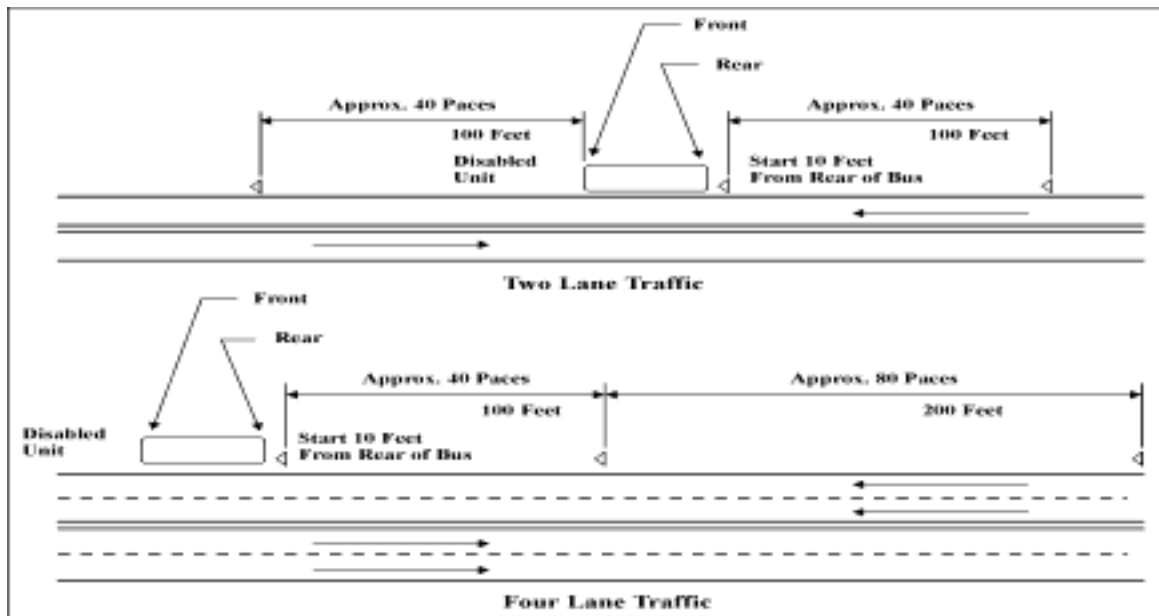 Front
Rear
Approx. 40 Paces
Approx. 40 Paces
100 Feet
100 Feet
Disabled
Unit
Start 10 Feet
From Rear of Bus
Two Lane Traffic
Front
Rear
Approx. 40 Paces
Approx. 80 Paces
100 Feet
200 Feet
Disabled
Unit
Start 10 Feet
From Rear of Bus
Four Lane Traffic